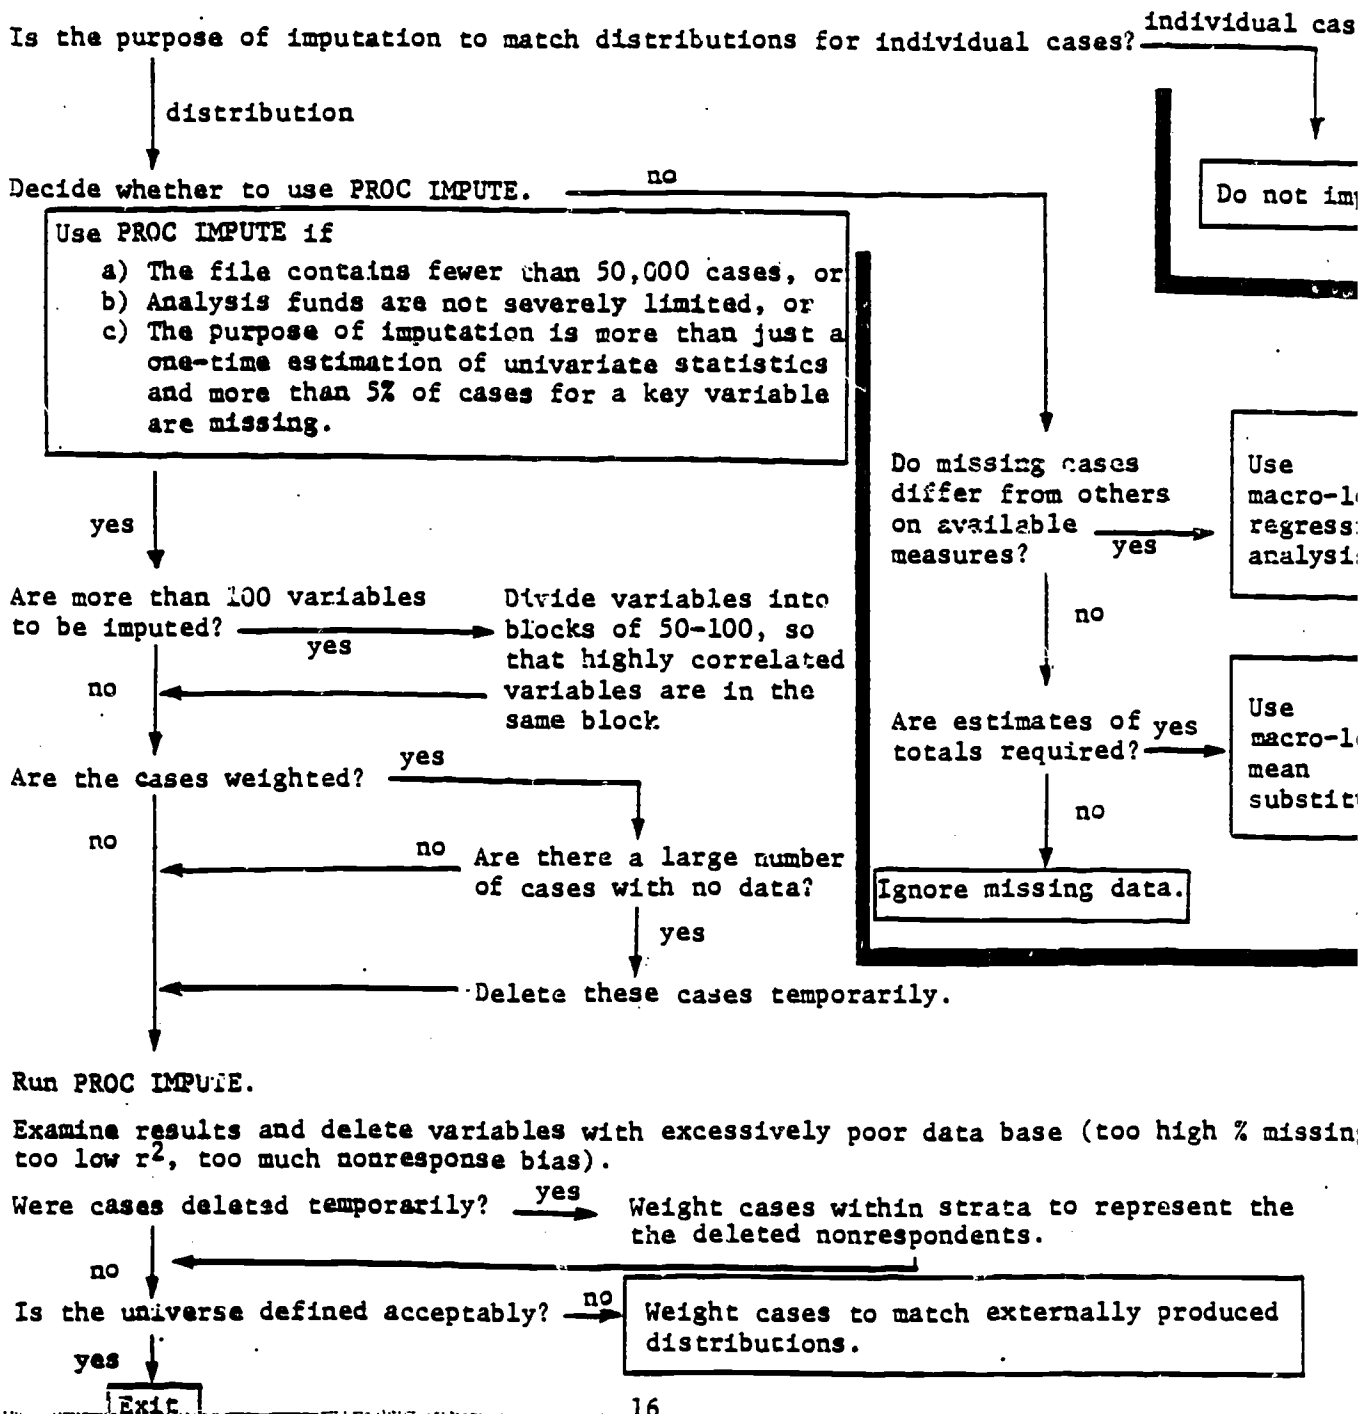 individual cas
Is the purpose of imputation to match distributions for individual cases?
distribution
Decide whether to use PROC IMPUTE.
no
Do not imp
Use PROC IMPUTE if
a) The file contains fewer than 50,000 cases, or
b) Analysis funds are not severely limited, or
c) The purpose of imputation is more than just a
one-time estimation of univariate statistics
and more than 5% of cases for a key variable
are missing.
Do missing cases
differ from others
on available
measures?
yes
Use
macro-le
regressi
analysis
yes
no
Are more than 100 variables
to be imputed?
yes
Divide variables into
blocks of 50-100, so
that highly correlated
variables are in the
same block
no
Are estimates of
totals required?
yes
Use
macro-le
mean
substit
no
Ignore missing data.
Are the cases weighted?
yes
no
no
Are there a large number
of cases with no data?
yes
Delete these cases temporarily.
Run PROC IMPUTE.
Examine results and delete variables with excessively poor data base (too high % missing
too low r², too much nonresponse bias).
Were cases deleted temporarily?
yes
Weight cases within strata to represent the
the deleted nonrespondents.
no
Is the universe defined acceptably?
no
Weight cases to match externally produced
distributions.
yes
Exit
16